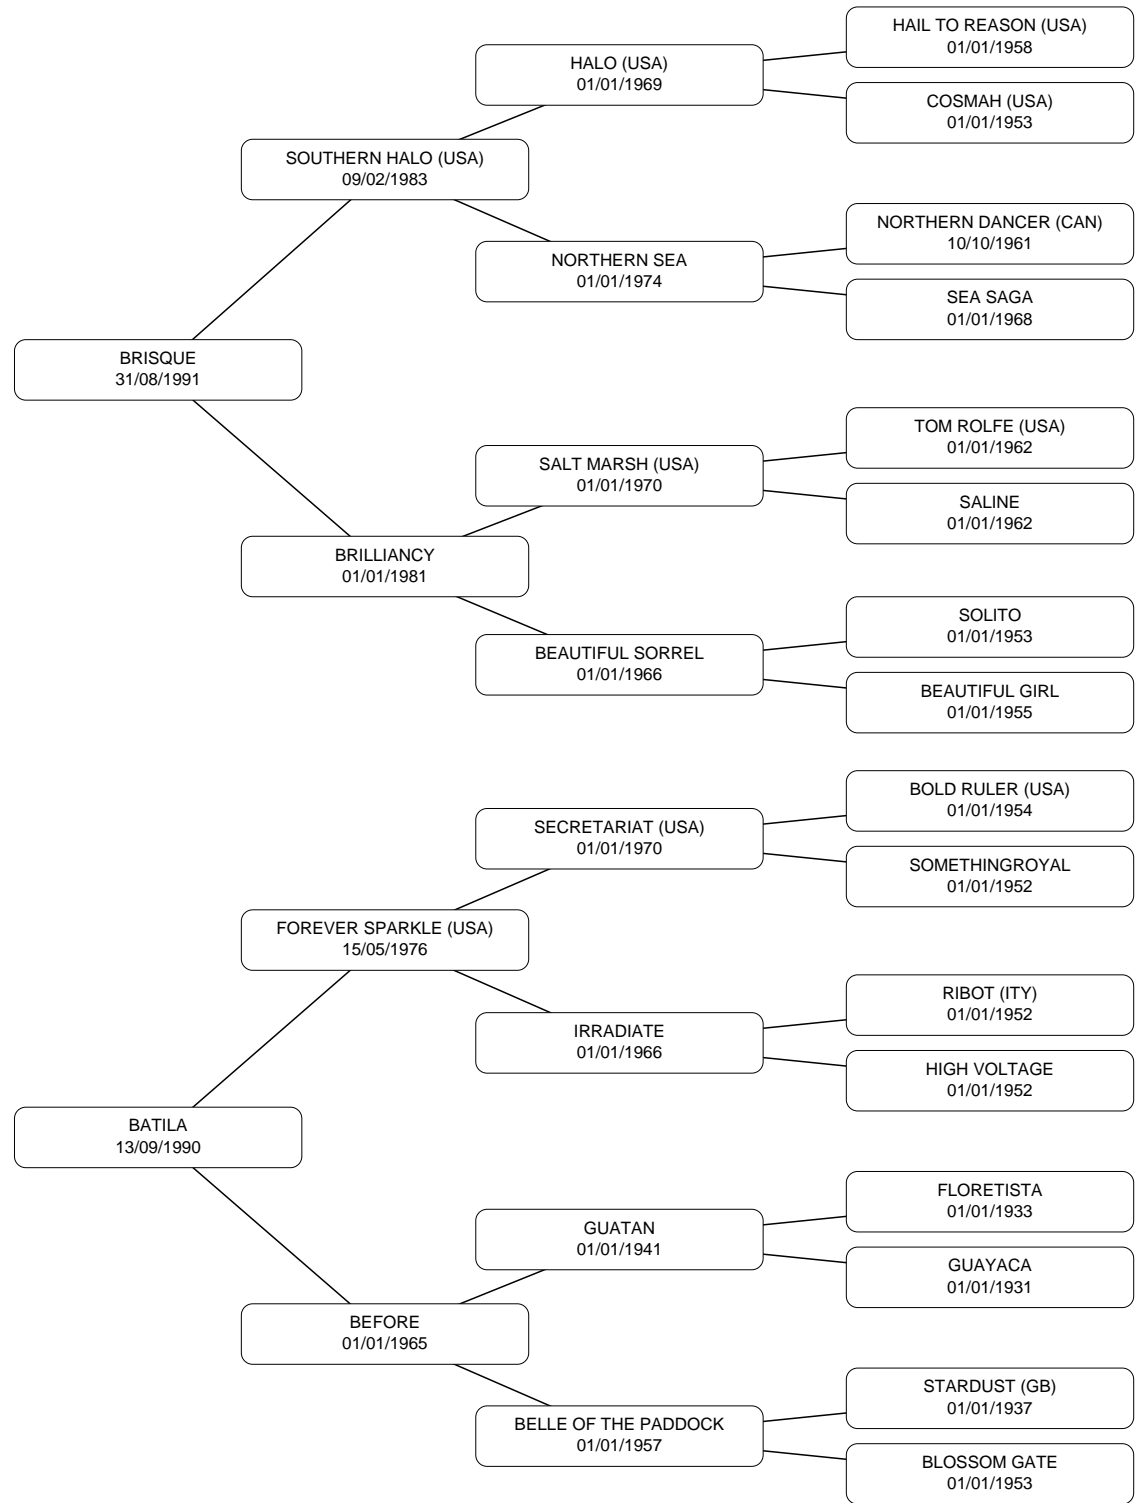 HAIL TO REASON (USA)
01/01/1958
HALO (USA)
01/01/1969
COSMAH (USA)
01/01/1953
SOUTHERN HALO (USA)
09/02/1983
NORTHERN DANCER (CAN)
10/10/1961
NORTHERN SEA
01/01/1974
SEA SAGA
01/01/1968
BRISQUE
31/08/1991
TOM ROLFE (USA)
01/01/1962
SALT MARSH (USA)
01/01/1970
SALINE
01/01/1962
BRILLIANCY
01/01/1981
SOLITO
01/01/1953
BEAUTIFUL SORREL
01/01/1966
BEAUTIFUL GIRL
01/01/1955
BOLD RULER (USA)
01/01/1954
SECRETARIAT (USA)
01/01/1970
SOMETHINGROYAL
01/01/1952
FOREVER SPARKLE (USA)
15/05/1976
RIBOT (ITY)
01/01/1952
IRRADIATE
01/01/1966
HIGH VOLTAGE
01/01/1952
BATILA
13/09/1990
FLORETISTA
01/01/1933
GUATAN
01/01/1941
GUAYACA
01/01/1931
BEFORE
01/01/1965
STARDUST (GB)
01/01/1937
BELLE OF THE PADDOCK
01/01/1957
BLOSSOM GATE
01/01/1953